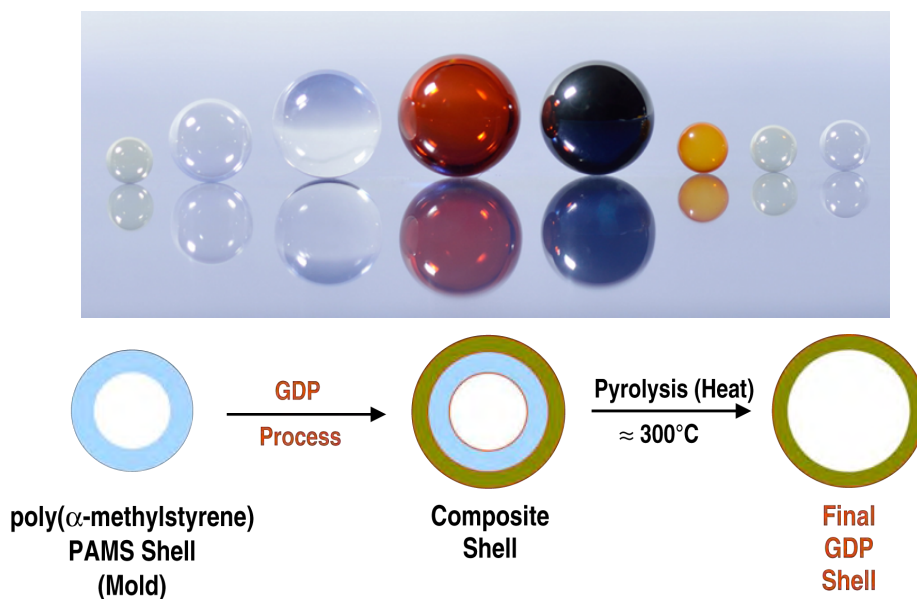 GDP
Process
Pyrolysis (Heat)
≈ 300°C
poly(α-methylstyrene)
PAMS Shell
(Mold)
Composite
Shell
Final
GDP
Shell